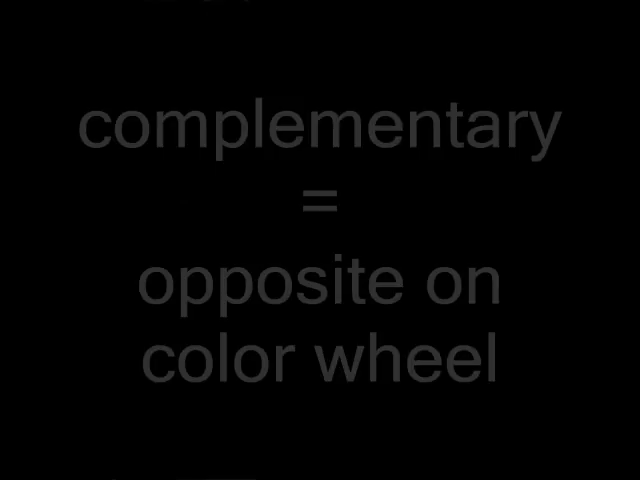 complementary
=
opposite on
color wheel